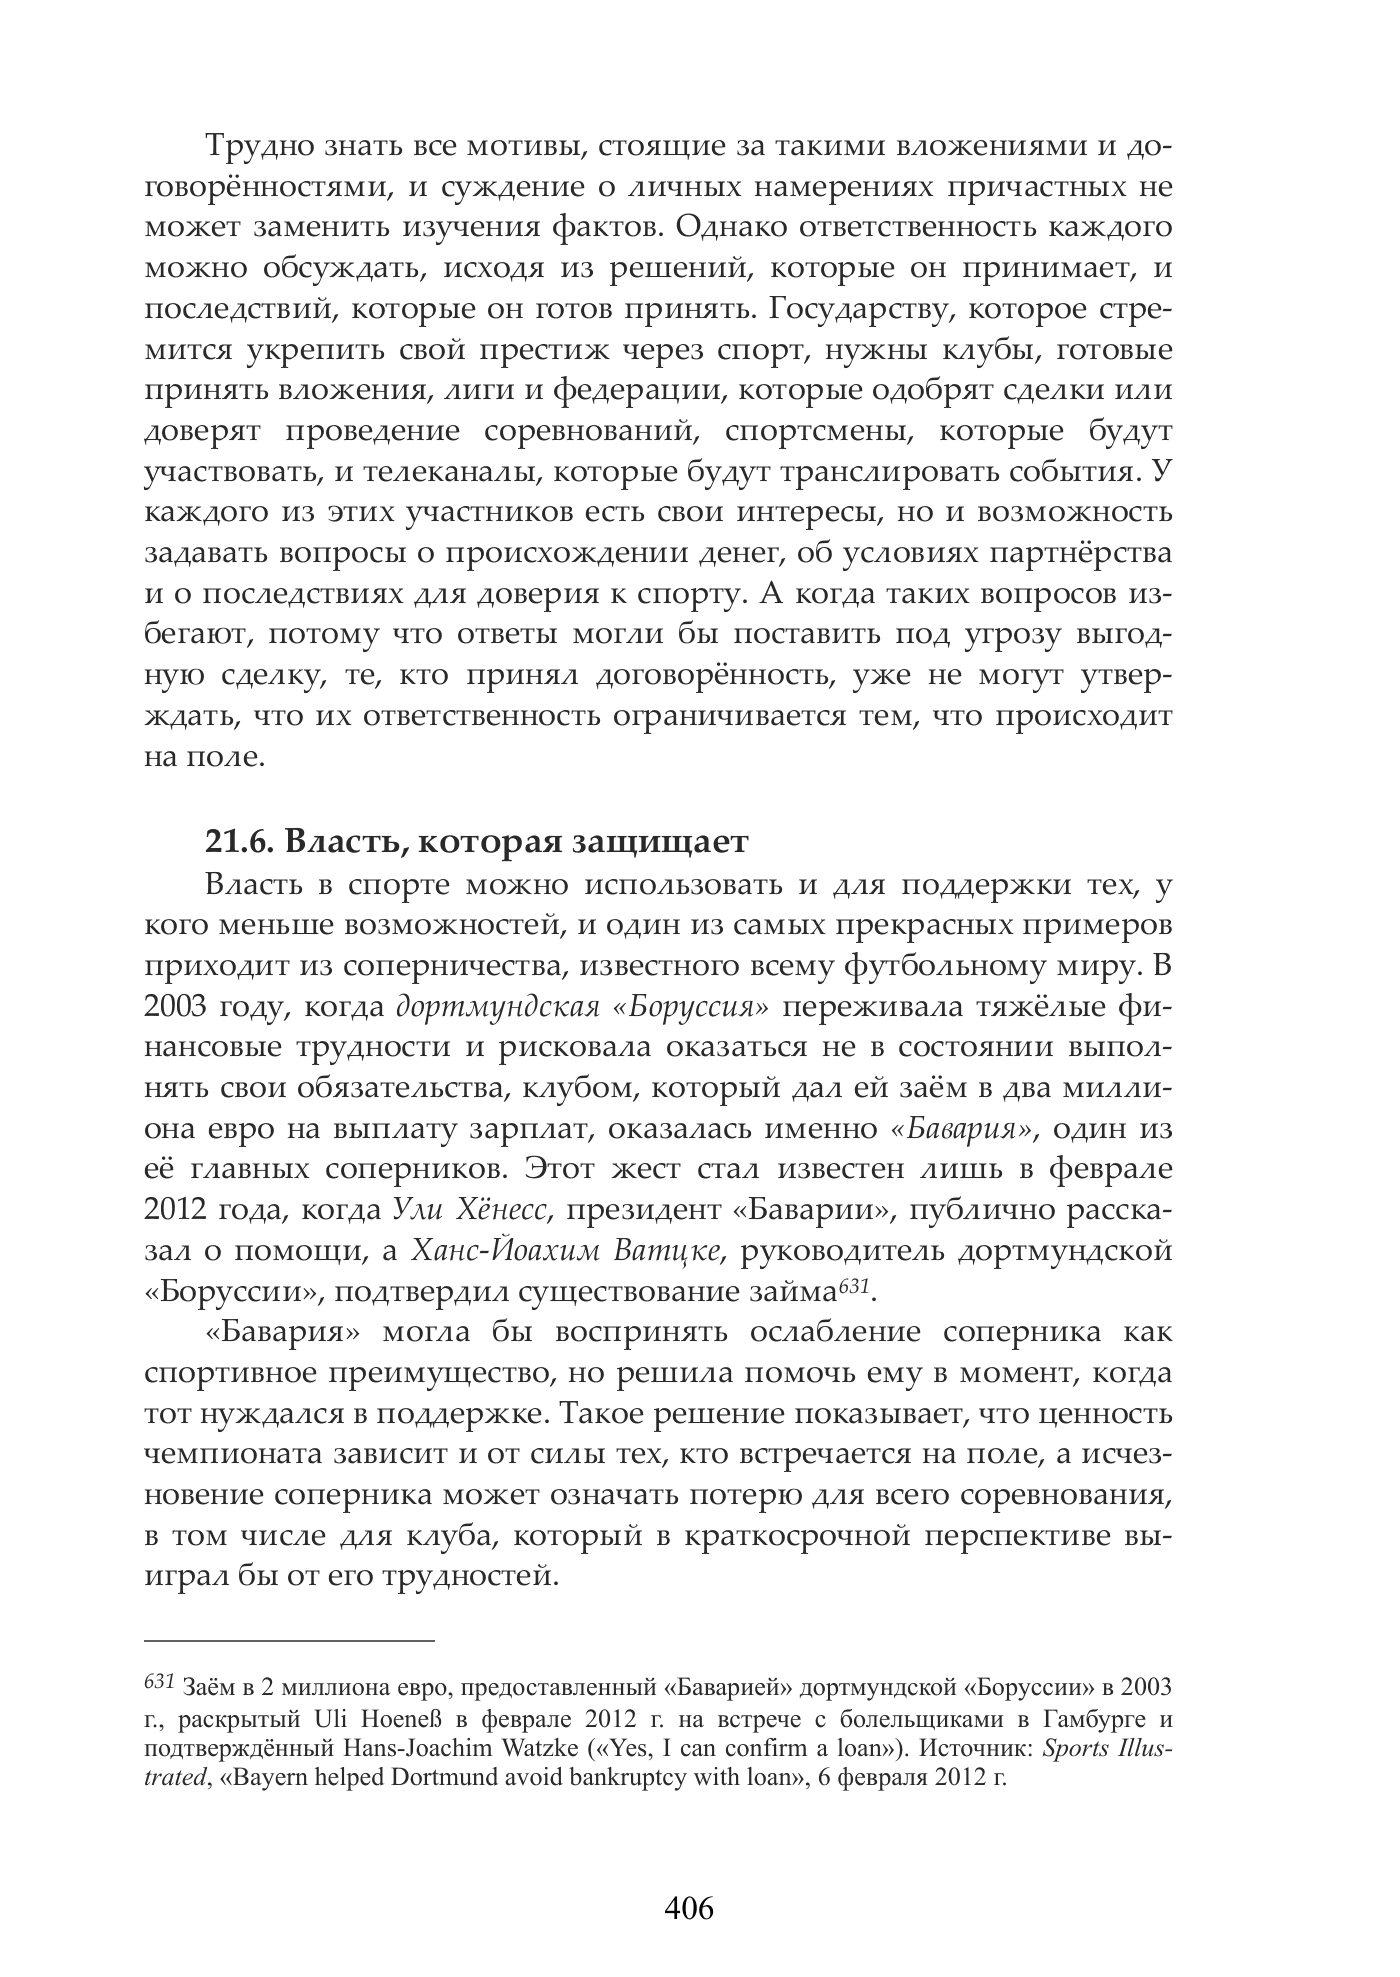 Трудно знать все мотивы, стоящие за такими вложениями и до-
говорённостями, и суждение о личных намерениях причастных не
может заменить изучения фактов. Однако ответственность каждого
можно обсуждать, исходя из решений, которые он принимает, и
последствий, которые он готов принять. Государству, которое стре-
мится укрепить свой престиж через спорт, нужны клубы, готовые
принять вложения, лиги и федерации, которые одобрят сделки или
доверят проведение соревнований, спортсмены, которые будут
участвовать, и телеканалы, которые будут транслировать события. У
каждого из этих участников есть свои интересы, но и возможность
задавать вопросы о происхождении денег, об условиях партнёрства
и о последствиях для доверия к спорту. А когда таких вопросов из-
бегают, потому что ответы могли бы поставить под угрозу выгод-
ную сделку, те, кто принял договорённость, уже не могут утвер-
ждать, что их ответственность ограничивается тем, что происходит
на поле.
21.6. Власть, которая защищает
Власть в спорте можно использовать и для поддержки тех, у
кого меньше возможностей, и один из самых прекрасных примеров
приходит из соперничества, известного всему футбольному миру. В
2003 году, когда дортмундская «Боруссия» переживала тяжёлые фи-
нансовые трудности и рисковала оказаться не в состоянии выпол-
нять свои обязательства, клубом, который дал ей заём в два милли-
она евро на выплату зарплат, оказалась именно «Бавария», один из
её главных соперников. Этот жест стал известен лишь в феврале
2012 года, когда Ули Хёнесс, президент «Баварии», публично расска-
зал о помощи, а Ханс-Йоахим Ватцке, руководитель дортмундской
«Боруссии», подтвердил существование займа631.
«Бавария» могла бы воспринять ослабление соперника как
спортивное преимущество, но решила помочь ему в момент, когда
тот нуждался в поддержке. Такое решение показывает, что ценность
чемпионата зависит и от силы тех, кто встречается на поле, а исчез-
новение соперника может означать потерю для всего соревнования,
в том числе для клуба, который в краткосрочной перспективе вы-
играл бы от его трудностей.
631 Заём в 2 миллиона евро, предоставленный «Баварией» дортмундской «Боруссии» в 2003
г., раскрытый Uli Hoeneß в феврале 2012 г. на встрече с болельщиками в Гамбурге и
подтверждённый Hans-Joachim Watzke («Yes, I can confirm a loan»). Источник: Sports Illus-
trated, «Bayern helped Dortmund avoid bankruptcy with loan», 6 февраля 2012 г.
406